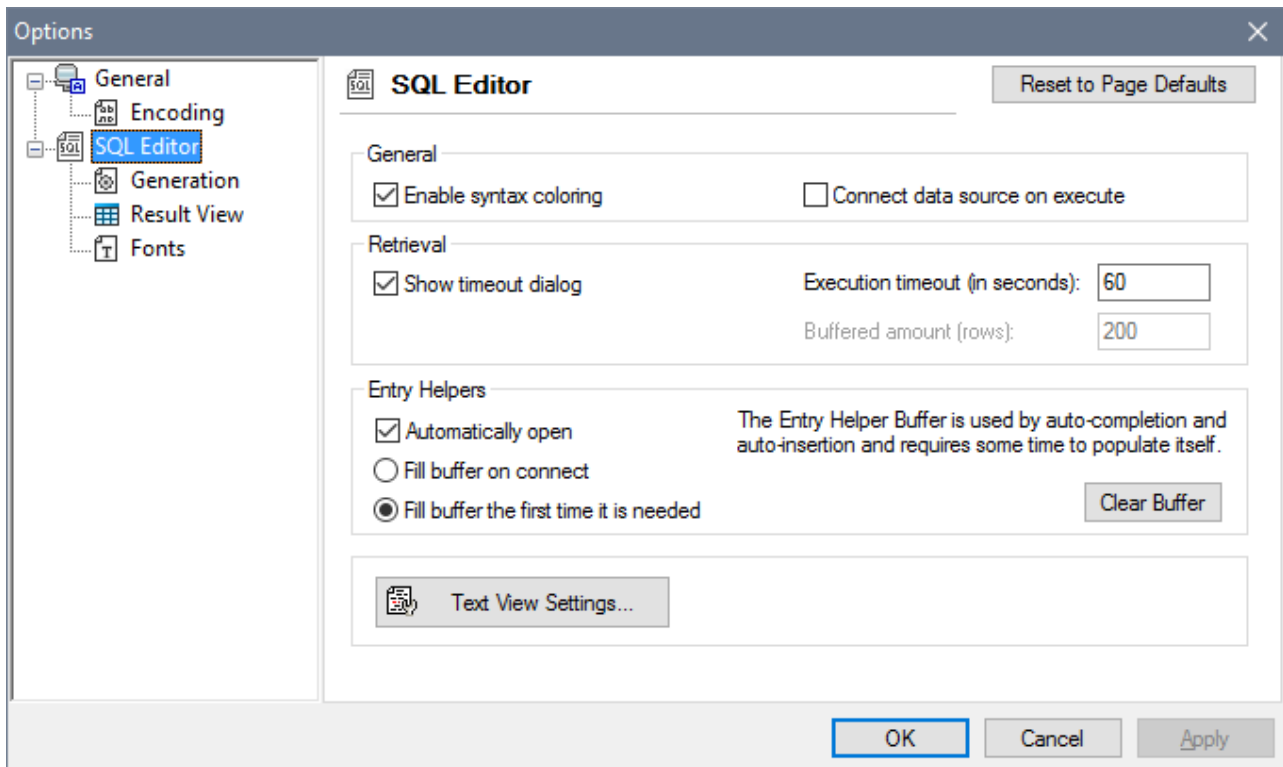 Options
General
Encoding
SQL Editor
Generation
Result View
Fonts
SQL Editor
Reset to Page Defaults
General
Enable syntax coloring
Connect data source on execute
Retrieval
Show timeout dialog
Execution timeout (in seconds): 60
Buffered amount (rows): 200
Entry Helpers
Automatically open
Fill buffer on connect
Fill buffer the first time it is needed
The Entry Helper Buffer is used by auto-completion and
auto-insertion and requires some time to populate itself.
Clear Buffer
Text View Settings...
OK
Cancel
Apply